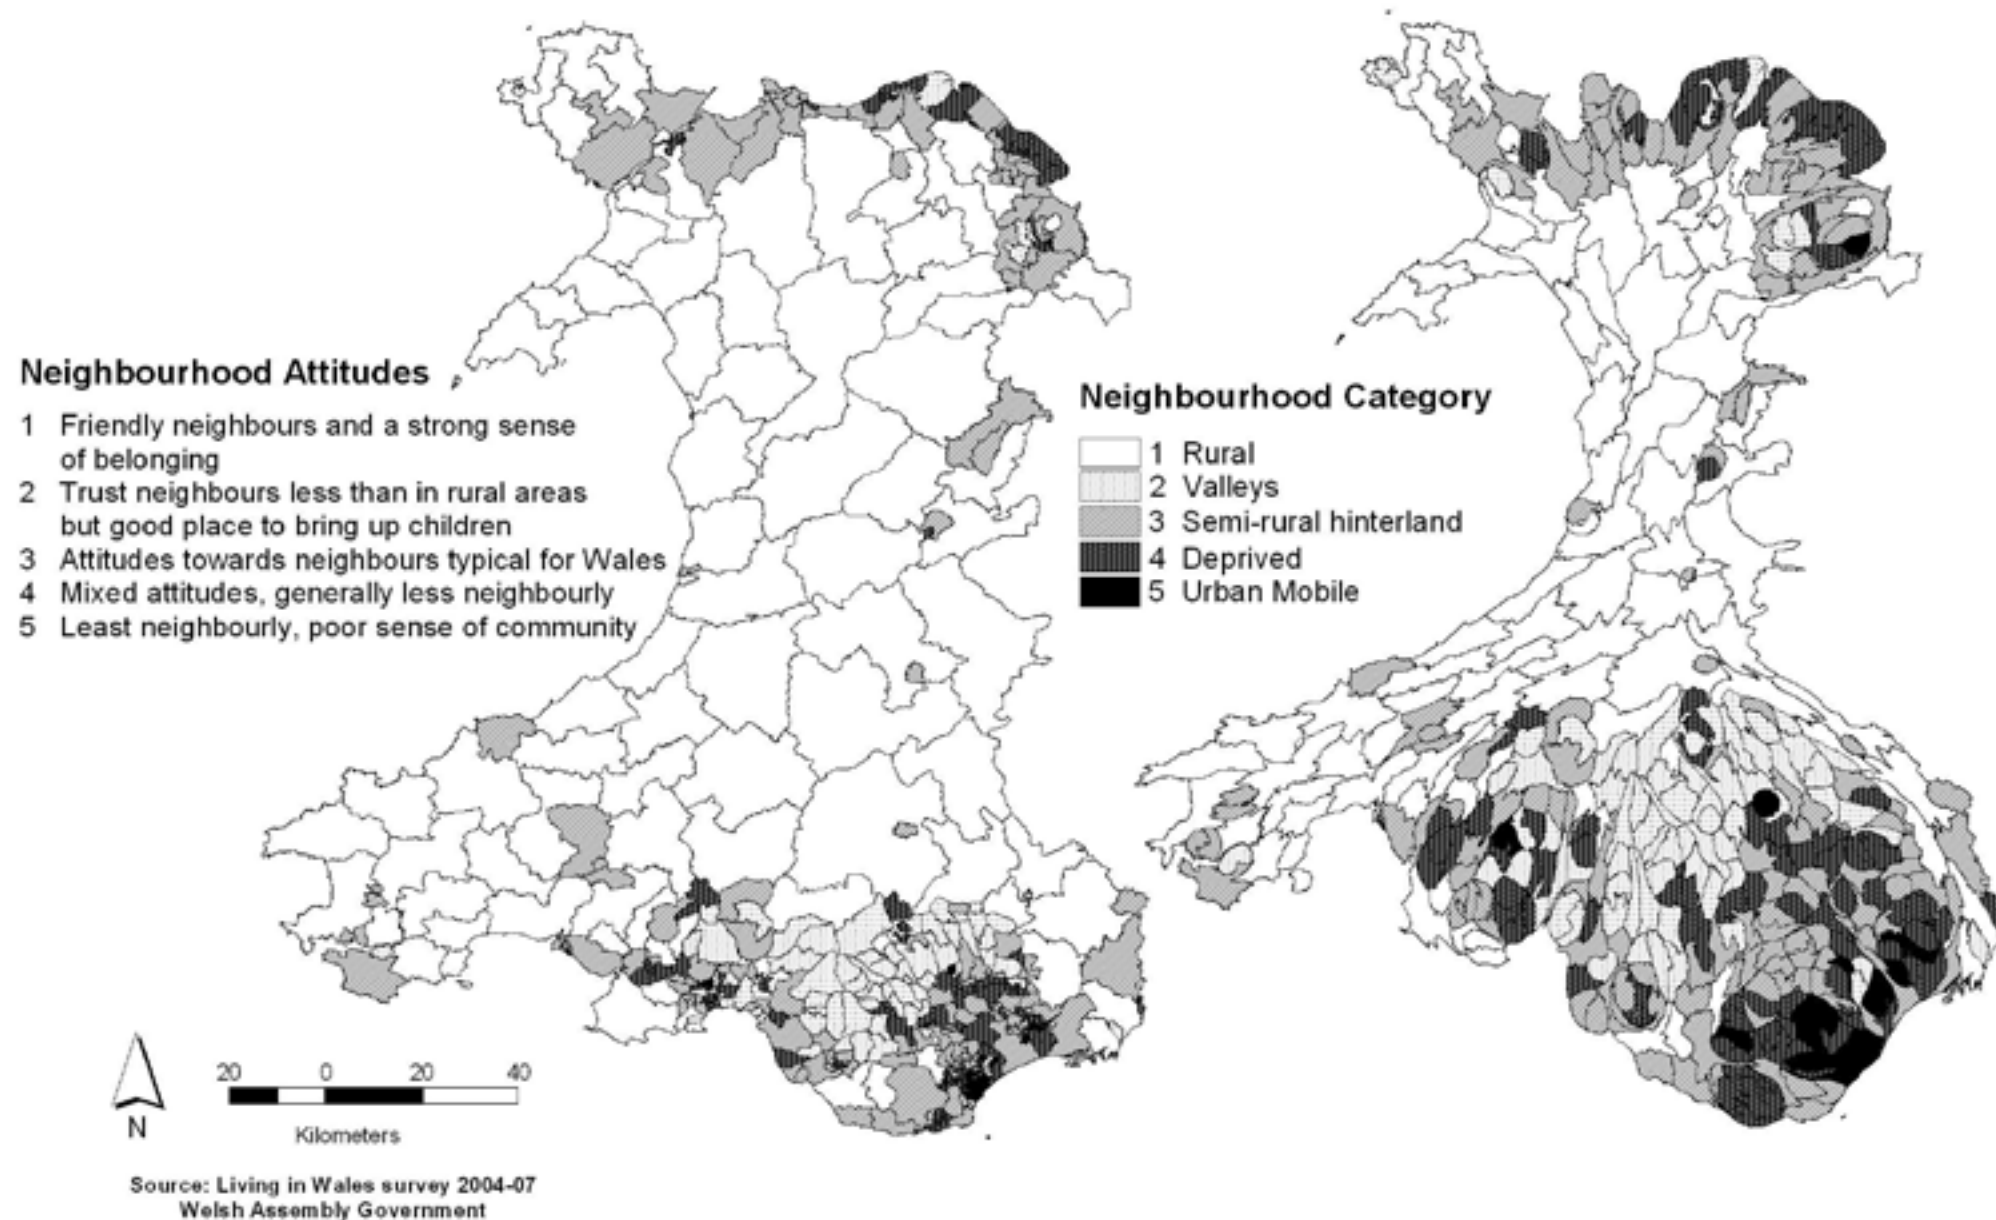 Neighbourhood Attitudes
1 Friendly neighbours and a strong sense
of belonging
2 Trust neighbours less than in rural areas
but good place to bring up children
3 Attitudes towards neighbours typical for Wales
4 Mixed attitudes, generally less neighbourly
5 Least neighbourly, poor sense of community
Neighbourhood Category
1 Rural
2 Valleys
3 Semi-rural hinterland
4 Deprived
5 Urban Mobile
20 0 20 40
Kilometers
N
Source: Living in Wales survey 2004-07
Welsh Assembly Government